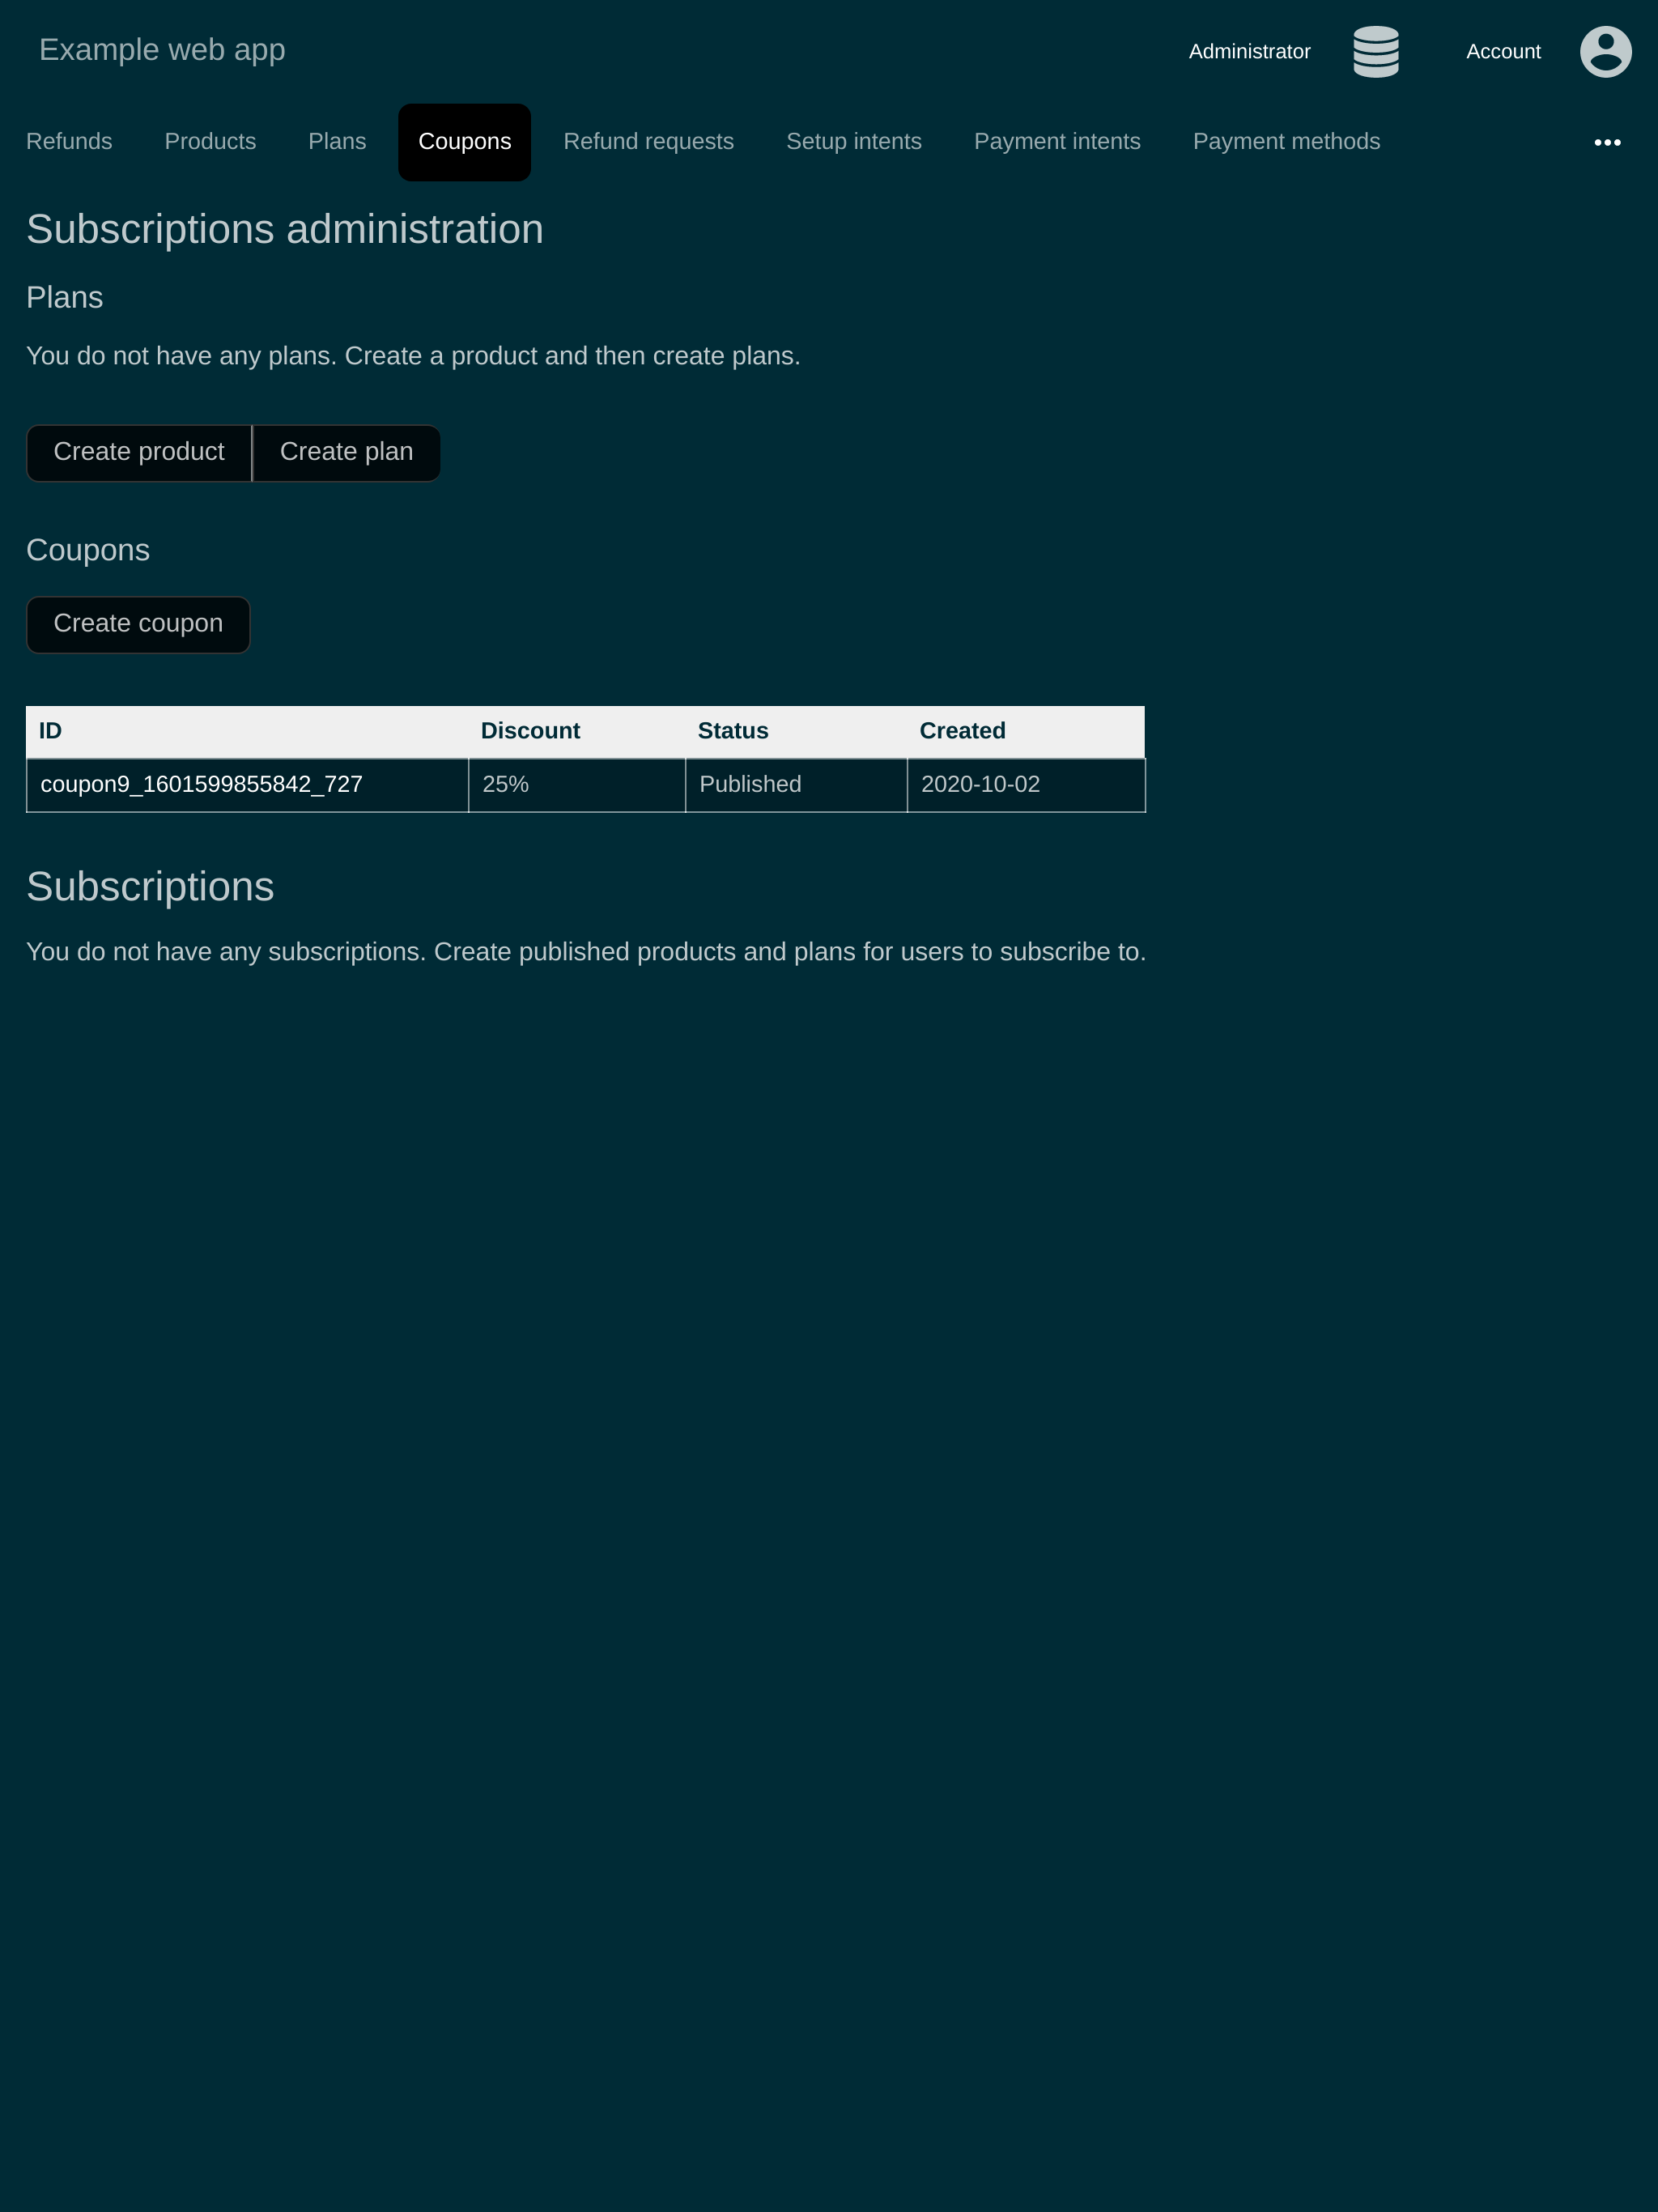 Example web app
Administrator
Account
Refunds Products Plans Coupons Refund requests Setup intents Payment intents Payment methods •••
Subscriptions administration
Plans
You do not have any plans. Create a product and then create plans.
Create product Create plan
Coupons
Create coupon
ID Discount Status Created
coupon9_1601599855842_727 25% Published 2020-10-02
Subscriptions
You do not have any subscriptions. Create published products and plans for users to subscribe to.